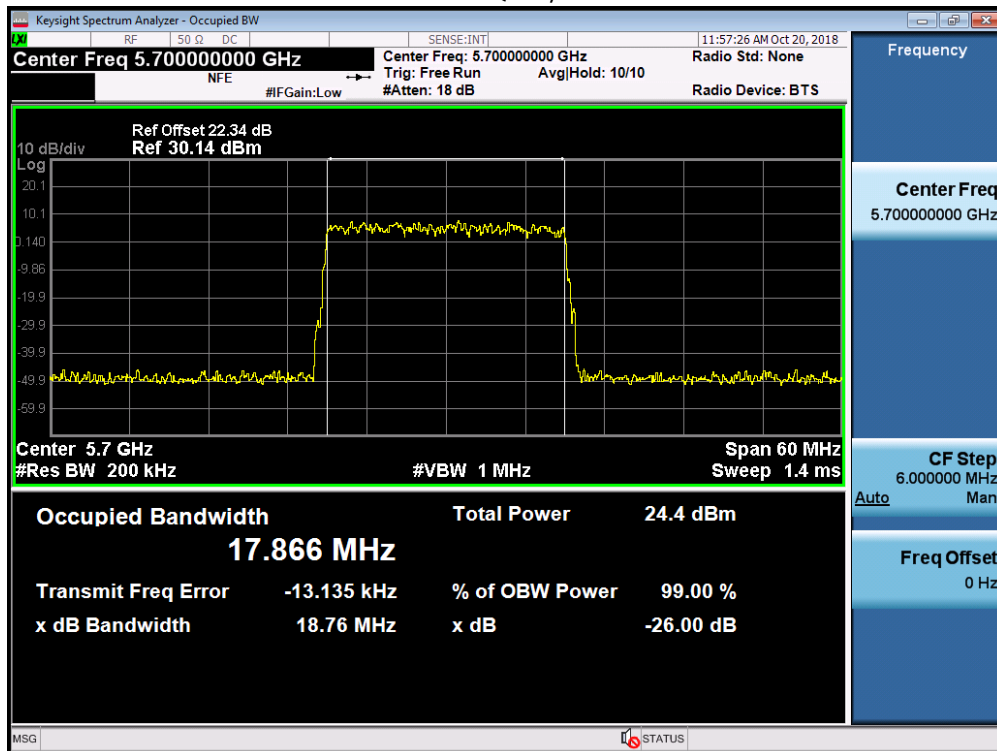 Keysight Spectrum Analyzer - Occupied BW
LXI RF 50 Ω DC SENSE:INT 11:57:26 AM Oct 20, 2018
Center Freq 5.700000000 GHz
NFE
#IFGain:Low
Center Freq: 5.700000000 GHz
Trig: Free Run Avg|Hold: 10/10
#Atten: 18 dB
Radio Std: None
Radio Device: BTS
Ref Offset 22.34 dB
10 dB/div Ref 30.14 dBm
Log
20.1
10.1
0.140
-9.86
-19.9
-29.9
-39.9
-49.9
-59.9
Center 5.7 GHz Span 60 MHz
#Res BW 200 kHz #VBW 1 MHz Sweep 1.4 ms
Occupied Bandwidth Total Power 24.4 dBm
17.866 MHz
Transmit Freq Error -13.135 kHz % of OBW Power 99.00 %
x dB Bandwidth 18.76 MHz x dB -26.00 dB
Frequency
Center Freq
5.700000000 GHz
CF Step
6.000000 MHz
Auto Man
Freq Offset
0 Hz
MSG STATUS